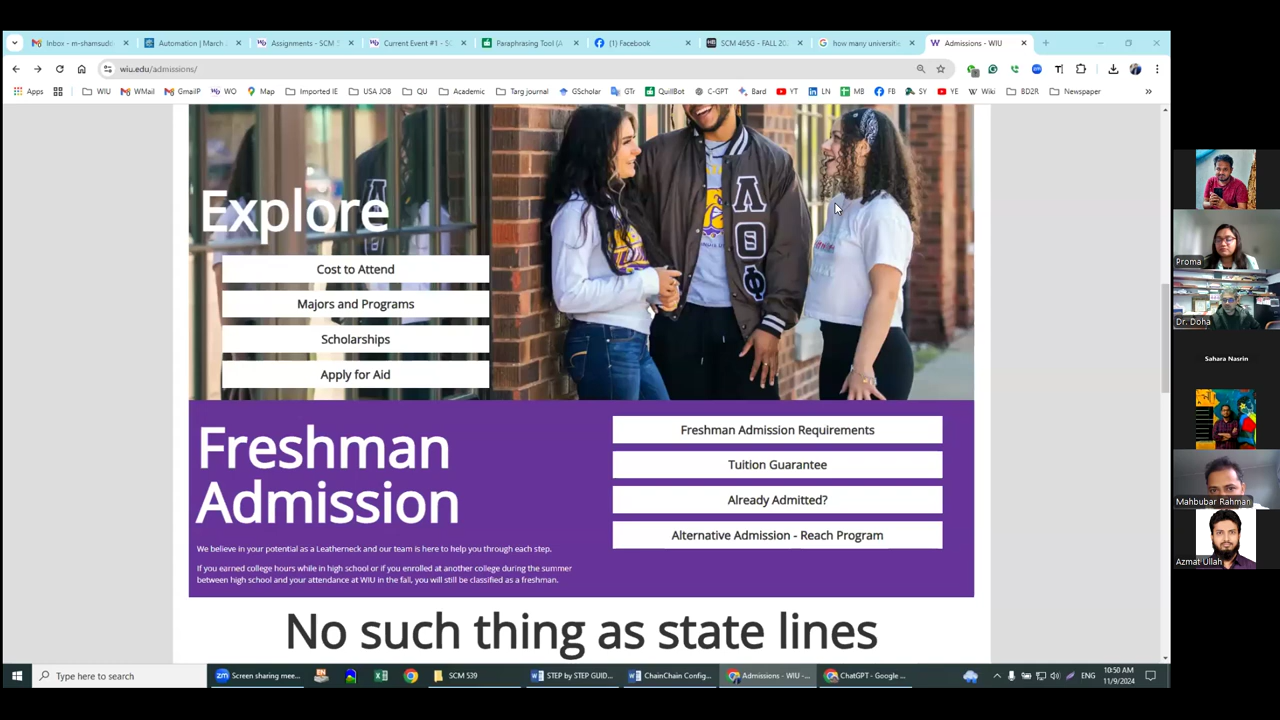 Inbox - m-shamsudd
Automation | March
Assignments - SCM 5
Current Event #1 - SC
Paraphrasing Tool (A
(1) Facebook
SCM 465G - FALL 202
how many universitie
Admissions - WIU
wiu.edu/admissions/
Apps
WIU
WMail
GmailP
WO
Map
Imported IE
USA JOB
QU
Academic
Targ journal
GScholar
GTr
QuillBot
C-GPT
Bard
YT
LN
MB
FB
SY
YE
Wiki
BD2R
Newspaper
Explore
Cost to Attend
Majors and Programs
Scholarships
Apply for Aid
Λ
Θ
Φ
Freshman
Admission
We believe in your potential as a Leatherneck and our team is here to help you through each step.
If you earned college hours while in high school or if you enrolled at another college during the summer
between high school and your attendance at WIU in the fall, you will still be classified as a freshman.
Freshman Admission Requirements
Tuition Guarantee
Already Admitted?
Alternative Admission - Reach Program
No such thing as state lines
Proma
Dr. Doha
Sahara Nasrin
Mahbubar Rahman
Azmat Ullah
Type here to search
Screen sharing mee...
SCM 539
STEP by STEP GUID...
ChainChain Config...
Admissions - WIU -...
ChatGPT - Google ...
ENG
10:50 AM
11/9/2024